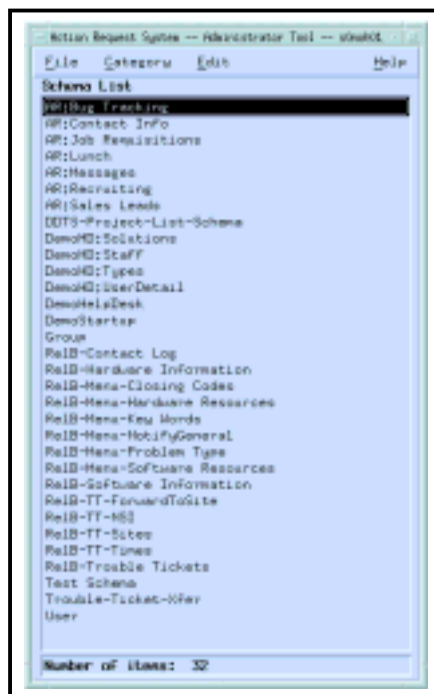 Action Request System -- Administrator Tool --
File Category Edit Help
Schema List
AR:Bug Tracking
AR:Contact Info
AR:Job Requisitions
AR:Lunch
AR:Messages
AR:Recruiting
AR:Sales Leads
DDTS-Project-List-Schema
DemoHD:Solutions
DemoHD:Staff
DemoHD:Types
DemoHD:UserDetail
DemoHelpDesk
DemoStartup
Group
RelB-Contact Log
RelB-Hardware Information
RelB-Menu-Closing Codes
RelB-Menu-Hardware Resources
RelB-Menu-Key Words
RelB-Menu-NotifyGeneral
RelB-Menu-Problem Type
RelB-Menu-Software Resources
RelB-Software Information
RelB-TT-ForwardToSite
RelB-TT-NSI
RelB-TT-Sites
RelB-TT-Times
RelB-Trouble Tickets
Test Schema
Trouble-Ticket-Xfer
User
Number of items: 32